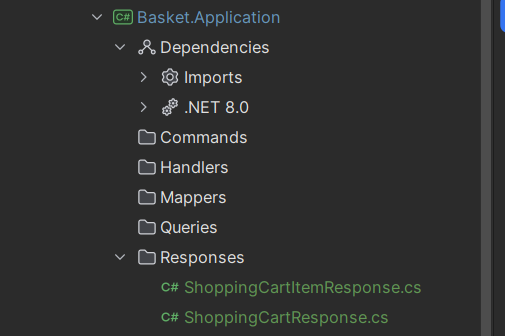 C# Basket.Application
Dependencies
Imports
.NET 8.0
Commands
Handlers
Mappers
Queries
Responses
C# ShoppingCartItemResponse.cs
C# ShoppingCartResponse.cs